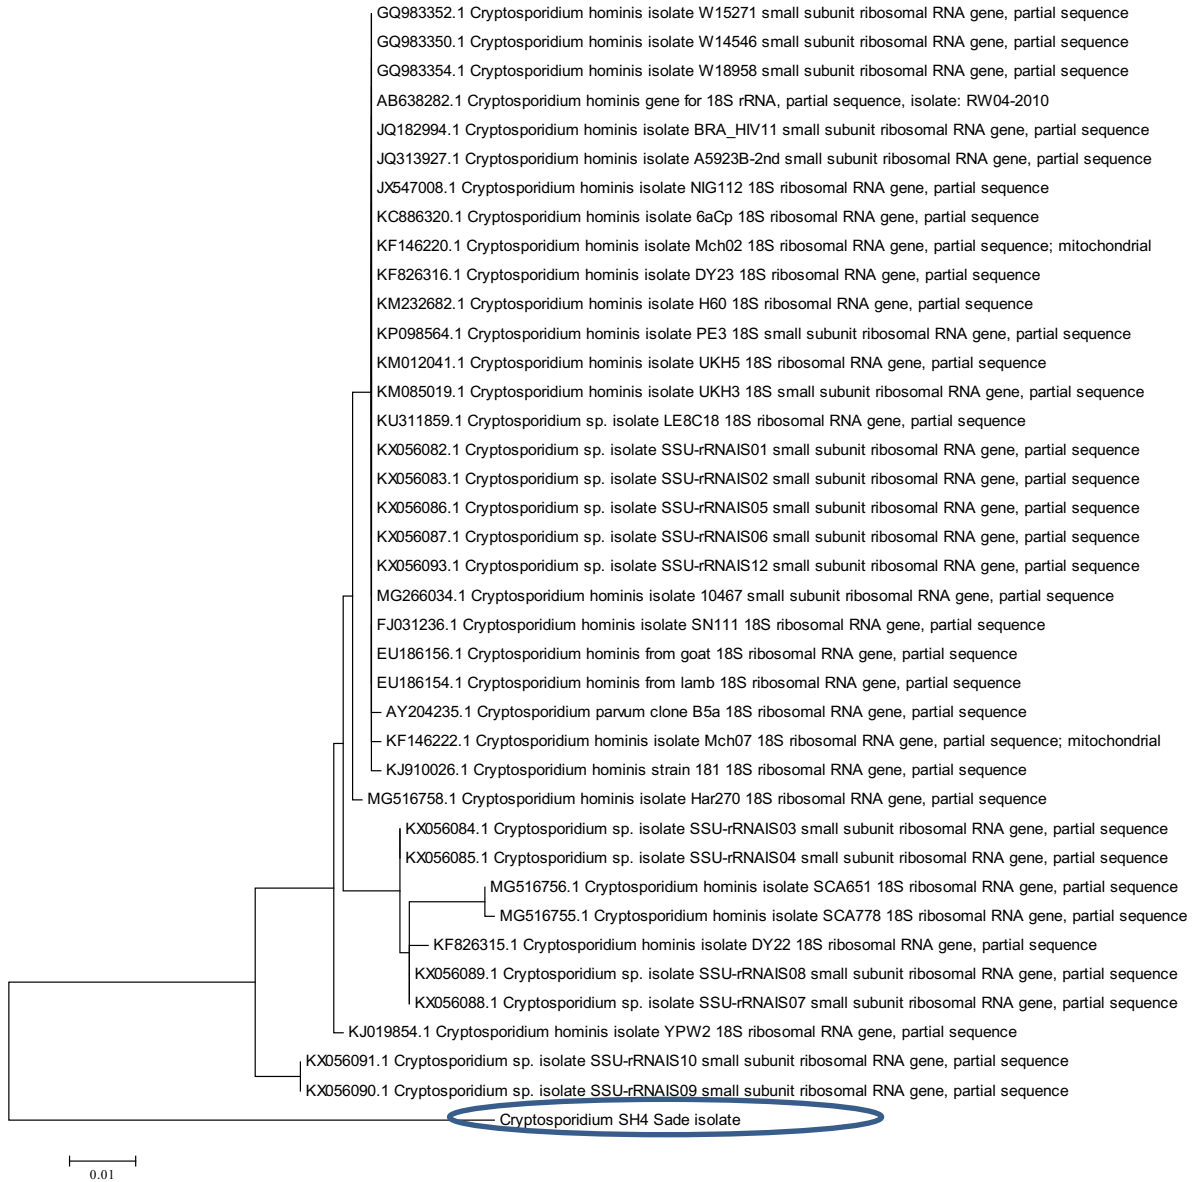 GQ983352.1 Cryptosporidium hominis isolate W15271 small subunit ribosomal RNA gene, partial sequence
GQ983350.1 Cryptosporidium hominis isolate W14546 small subunit ribosomal RNA gene, partial sequence
GQ983354.1 Cryptosporidium hominis isolate W18958 small subunit ribosomal RNA gene, partial sequence
AB638282.1 Cryptosporidium hominis gene for 18S rRNA, partial sequence, isolate: RW04-2010
JQ182994.1 Cryptosporidium hominis isolate BRA_HIV11 small subunit ribosomal RNA gene, partial sequence
JQ313927.1 Cryptosporidium hominis isolate A5923B-2nd small subunit ribosomal RNA gene, partial sequence
JX547008.1 Cryptosporidium hominis isolate NIG112 18S ribosomal RNA gene, partial sequence
KC886320.1 Cryptosporidium hominis isolate 6aCp 18S ribosomal RNA gene, partial sequence
KF146220.1 Cryptosporidium hominis isolate Mch02 18S ribosomal RNA gene, partial sequence; mitochondrial
KF826316.1 Cryptosporidium hominis isolate DY23 18S ribosomal RNA gene, partial sequence
KM232682.1 Cryptosporidium hominis isolate H60 18S ribosomal RNA gene, partial sequence
KP098564.1 Cryptosporidium hominis isolate PE3 18S small subunit ribosomal RNA gene, partial sequence
KM012041.1 Cryptosporidium hominis isolate UKH5 18S ribosomal RNA gene, partial sequence
KM085019.1 Cryptosporidium hominis isolate UKH3 18S small subunit ribosomal RNA gene, partial sequence
KU311859.1 Cryptosporidium sp. isolate LE8C18 18S ribosomal RNA gene, partial sequence
KX056082.1 Cryptosporidium sp. isolate SSU-rRNAIS01 small subunit ribosomal RNA gene, partial sequence
KX056083.1 Cryptosporidium sp. isolate SSU-rRNAIS02 small subunit ribosomal RNA gene, partial sequence
KX056086.1 Cryptosporidium sp. isolate SSU-rRNAIS05 small subunit ribosomal RNA gene, partial sequence
KX056087.1 Cryptosporidium sp. isolate SSU-rRNAIS06 small subunit ribosomal RNA gene, partial sequence
KX056093.1 Cryptosporidium sp. isolate SSU-rRNAIS12 small subunit ribosomal RNA gene, partial sequence
MG266034.1 Cryptosporidium hominis isolate 10467 small subunit ribosomal RNA gene, partial sequence
FJ031236.1 Cryptosporidium hominis isolate SN111 18S ribosomal RNA gene, partial sequence
EU186156.1 Cryptosporidium hominis from goat 18S ribosomal RNA gene, partial sequence
EU186154.1 Cryptosporidium hominis from lamb 18S ribosomal RNA gene, partial sequence
AY204235.1 Cryptosporidium parvum clone B5a 18S ribosomal RNA gene, partial sequence
KF146222.1 Cryptosporidium hominis isolate Mch07 18S ribosomal RNA gene, partial sequence; mitochondrial
KJ910026.1 Cryptosporidium hominis strain 181 18S ribosomal RNA gene, partial sequence
MG516758.1 Cryptosporidium hominis isolate Har270 18S ribosomal RNA gene, partial sequence
KX056084.1 Cryptosporidium sp. isolate SSU-rRNAIS03 small subunit ribosomal RNA gene, partial sequence
KX056085.1 Cryptosporidium sp. isolate SSU-rRNAIS04 small subunit ribosomal RNA gene, partial sequence
MG516756.1 Cryptosporidium hominis isolate SCA651 18S ribosomal RNA gene, partial sequence
MG516755.1 Cryptosporidium hominis isolate SCA778 18S ribosomal RNA gene, partial sequence
KF826315.1 Cryptosporidium hominis isolate DY22 18S ribosomal RNA gene, partial sequence
KX056089.1 Cryptosporidium sp. isolate SSU-rRNAIS08 small subunit ribosomal RNA gene, partial sequence
KX056088.1 Cryptosporidium sp. isolate SSU-rRNAIS07 small subunit ribosomal RNA gene, partial sequence
KJ019854.1 Cryptosporidium hominis isolate YPW2 18S ribosomal RNA gene, partial sequence
KX056091.1 Cryptosporidium sp. isolate SSU-rRNAIS10 small subunit ribosomal RNA gene, partial sequence
KX056090.1 Cryptosporidium sp. isolate SSU-rRNAIS09 small subunit ribosomal RNA gene, partial sequence
Cryptosporidium SH4 Sade isolate
0.01